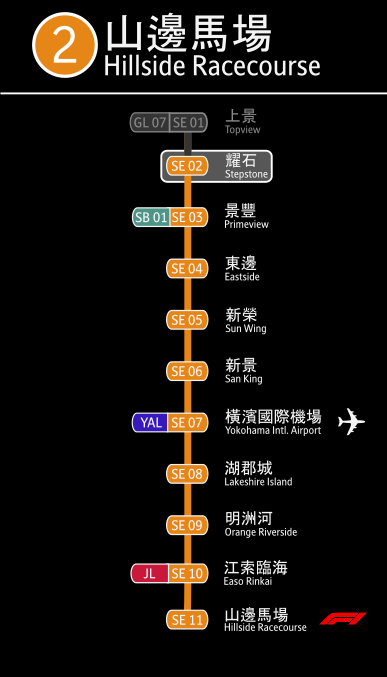 2 山邊馬場
Hillside Racecourse
GL 07 SE 01 上景
Topview
SE 02 耀石
Stepstone
SB 01 SE 03 景豐
Primeview
SE 04 東邊
Eastside
SE 05 新榮
Sun Wing
SE 06 新景
San King
YAL SE 07 橫濱國際機場
Yokohama Intl. Airport
SE 08 湖郡城
Lakeshire Island
SE 09 明洲河
Orange Riverside
JL SE 10 江索臨海
Easo Rinkai
SE 11 山邊馬場
Hillside Racecourse